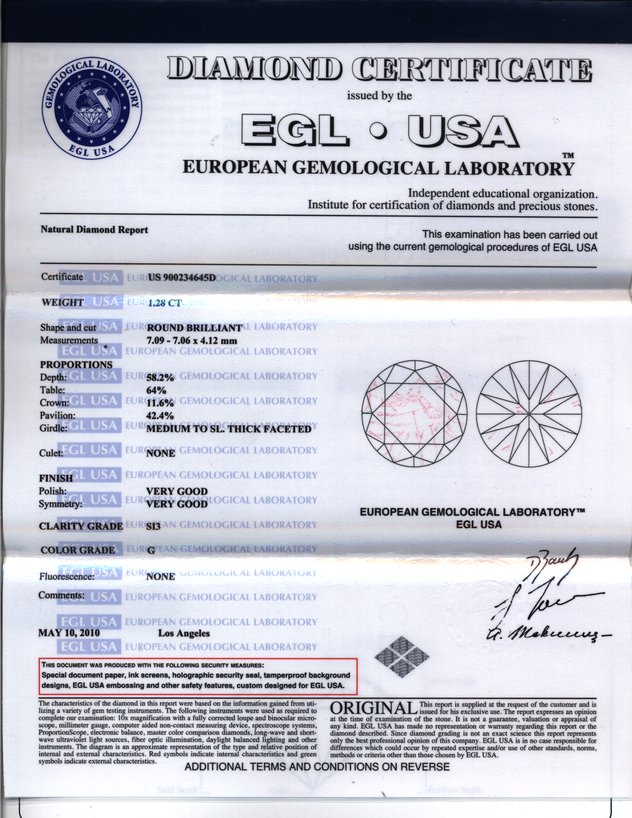 GEMOLOGICAL LABORATORY
EGL USA
DIAMOND CERTIFICATE
issued by the
EGL • USA
EUROPEAN GEMOLOGICAL LABORATORY™
Independent educational organization.
Institute for certification of diamonds and precious stones.
Natural Diamond Report
This examination has been carried out
using the current gemological procedures of EGL USA
Certificate US 900234645D
WEIGHT 1.28 CT
Shape and cut ROUND BRILLIANT
Measurements 7.09 - 7.06 x 4.12 mm
PROPORTIONS
Depth: 58.2%
Table: 64%
Crown: 11.6%
Pavilion: 42.4%
Girdle: MEDIUM TO SL. THICK FACETED
Culet: NONE
FINISH
Polish: VERY GOOD
Symmetry: VERY GOOD
CLARITY GRADE SI3
COLOR GRADE G
Fluorescence: NONE
Comments:
MAY 10, 2010 Los Angeles
EUROPEAN GEMOLOGICAL LABORATORY™
EGL USA
THIS DOCUMENT WAS PRODUCED WITH THE FOLLOWING SECURITY MEASURES:
Special document paper, ink screens, holographic security seal, tamperproof background
designs, EGL USA embossing and other safety features, custom designed for EGL USA.
The characteristics of the diamond in this report were based on the information gained from uti-
lizing a variety of gem testing instruments. The following instruments were used as required to
complete our examination: 10x magnification with a fully corrected loupe and binocular micro-
scope, millimeter gauge, computer aided non-contact measuring device, spectroscope systems,
ProportionScope, electronic balance, master color comparison diamonds, long-wave and short-
wave ultraviolet light sources, fiber optic illumination, daylight balanced lighting and other
instruments. The diagram is an approximate representation of the type and relative position of
internal and external characteristics. Red symbols indicate internal characteristics and green
symbols indicate external characteristics.
ORIGINAL This report is supplied at the request of the customer and is
issued for his exclusive use. The report expresses an opinion
at the time of examination of the stone. It is not a guarantee, valuation or appraisal of
any kind. EGL USA has made no representation or warranty regarding this report or the
diamond described. Since diamond grading is not an exact science this report represents
only the best professional opinion of this company. EGL USA is in no case responsible for
differences which could occur by repeated expertise and/or use of other standards, norms,
methods or criteria other than those chosen by EGL USA.
ADDITIONAL TERMS AND CONDITIONS ON REVERSE